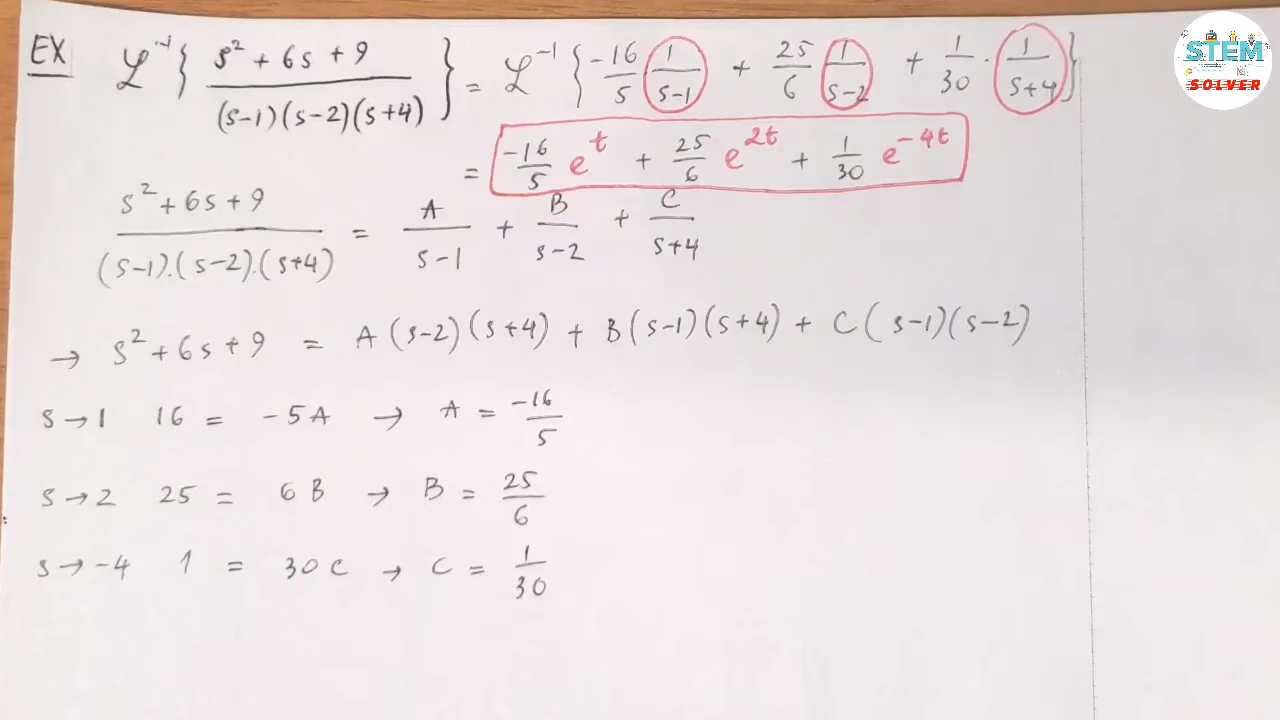 EX ℒ⁻¹ { (s² + 6s + 9) / ((s-1)(s-2)(s+4)) } = ℒ⁻¹ { -16/5 1/(s-1) + 25/6 1/(s-2) + 1/30 · 1/(s+4) }
= -16/5 e^t + 25/6 e^2t + 1/30 e^-4t
(s² + 6s + 9) / ((s-1).(s-2).(s+4)) = A/(s-1) + B/(s-2) + C/(s+4)
→ s² + 6s + 9 = A(s-2)(s+4) + B(s-1)(s+4) + C(s-1)(s-2)
s→1 16 = -5A → A = -16/5
s→2 25 = 6B → B = 25/6
s→-4 1 = 30C → C = 1/30
STEM
SOLVER